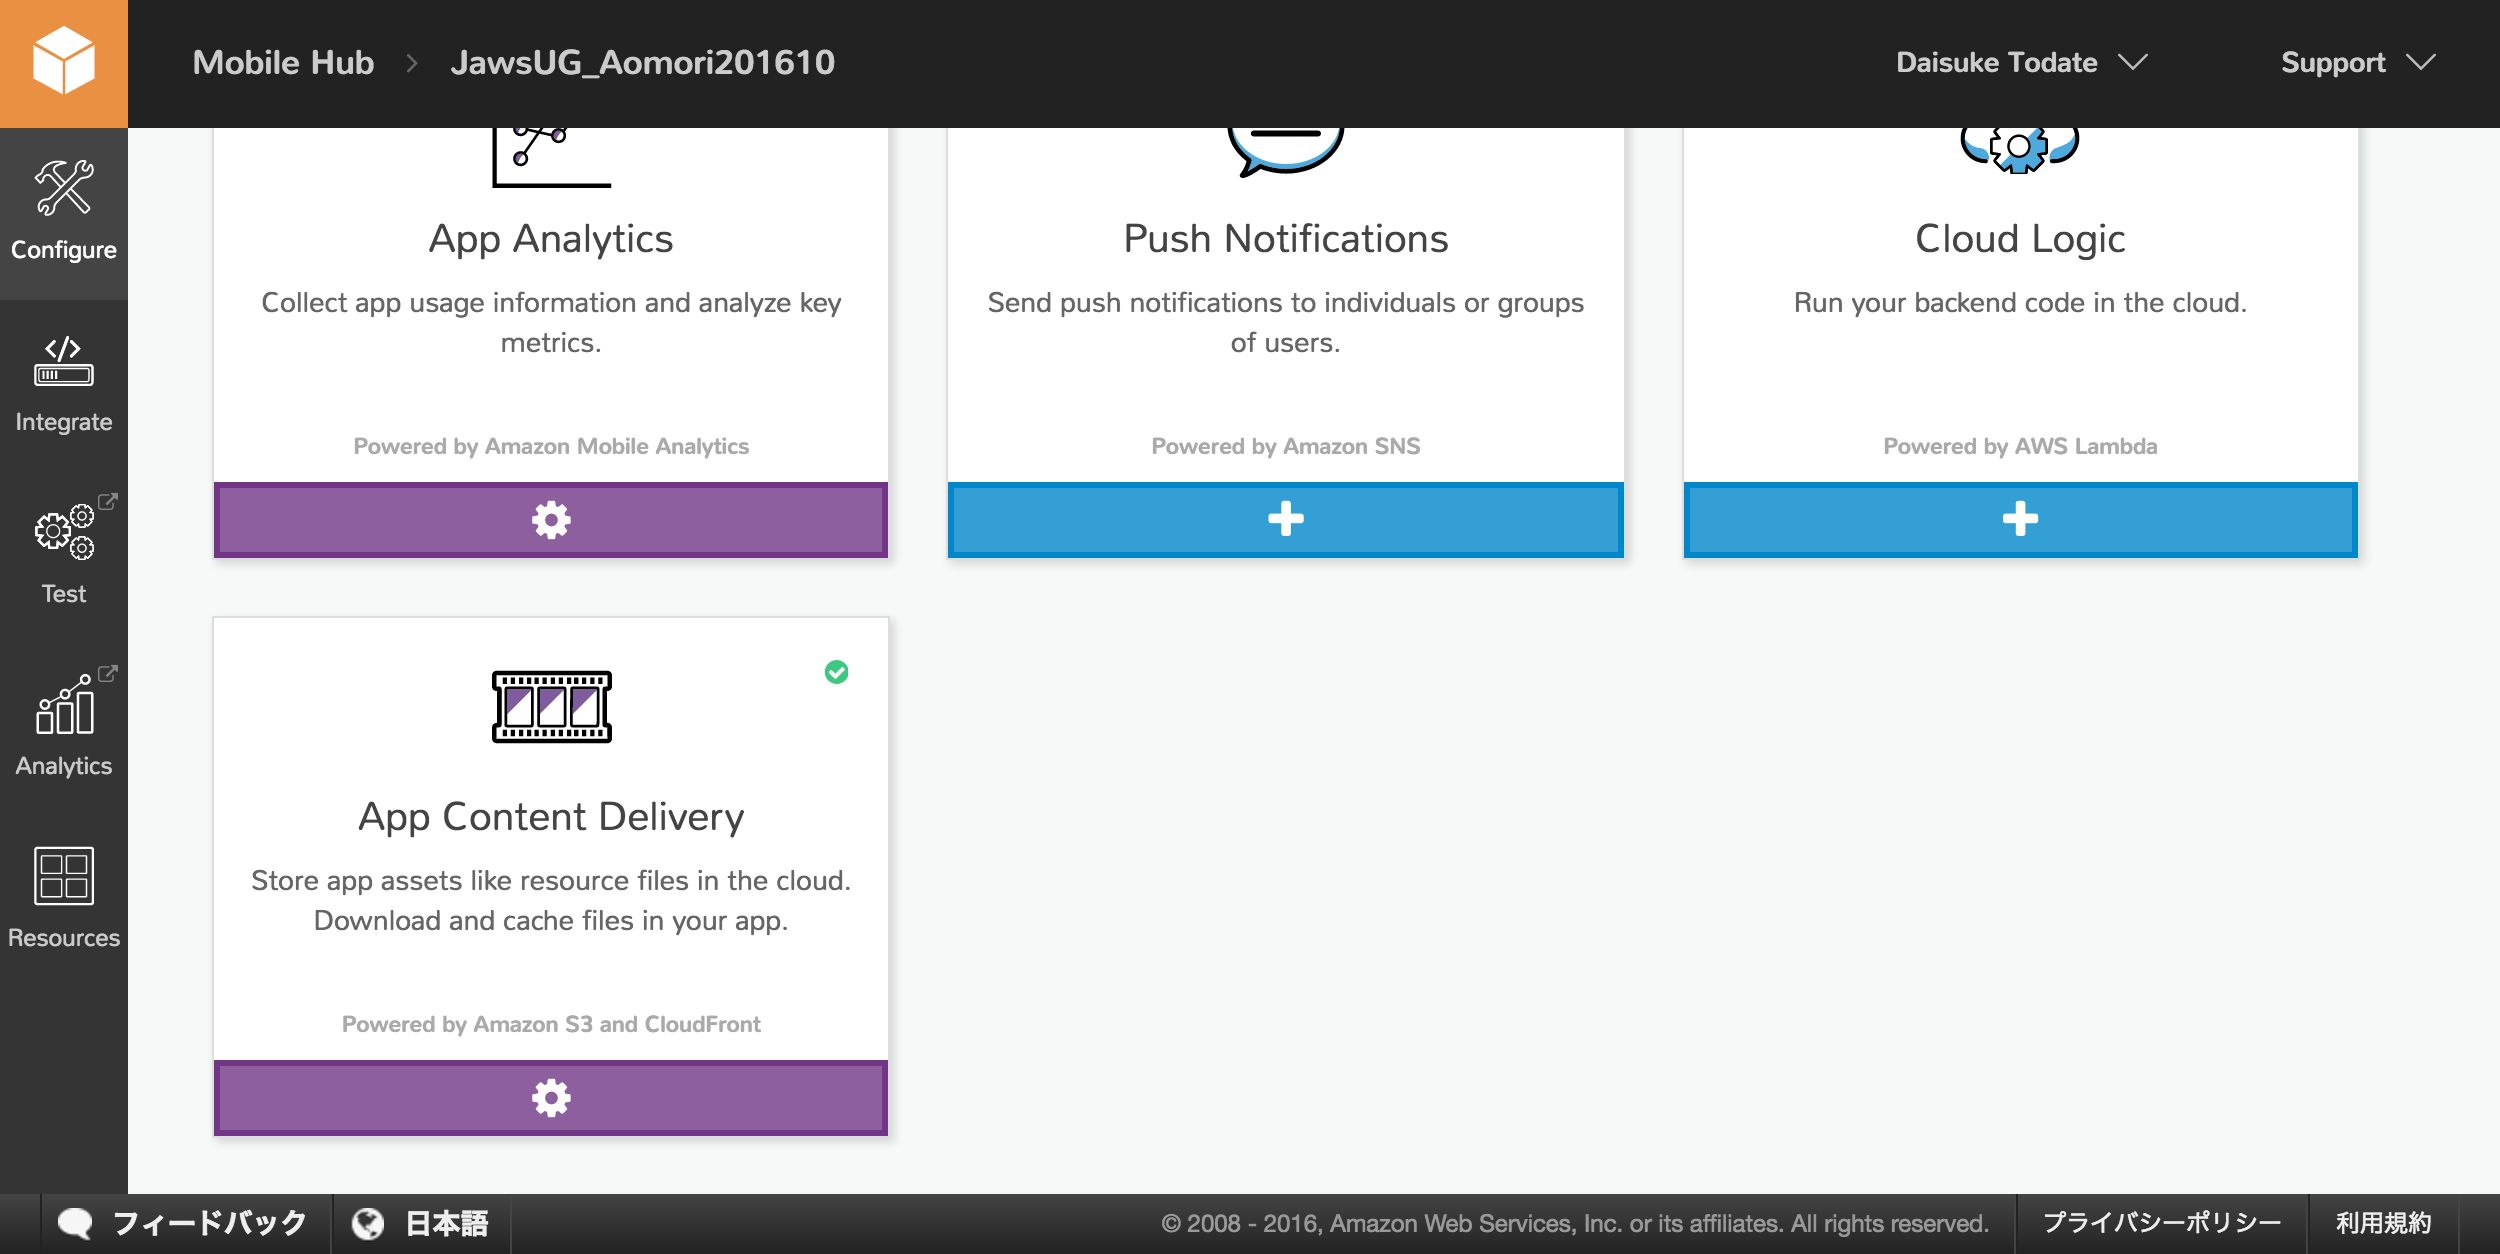 Mobile Hub > JawsUG_Aomori201610
Daisuke Todate
Support
Configure
Integrate
Test
Analytics
Resources
App Analytics
Collect app usage information and analyze key
metrics.
Powered by Amazon Mobile Analytics
Push Notifications
Send push notifications to individuals or groups
of users.
Powered by Amazon SNS
Cloud Logic
Run your backend code in the cloud.
Powered by AWS Lambda
App Content Delivery
Store app assets like resource files in the cloud.
Download and cache files in your app.
Powered by Amazon S3 and CloudFront
フィードバック
日本語
© 2008 - 2016, Amazon Web Services, Inc. or its affiliates. All rights reserved.
プライバシーポリシー
利用規約